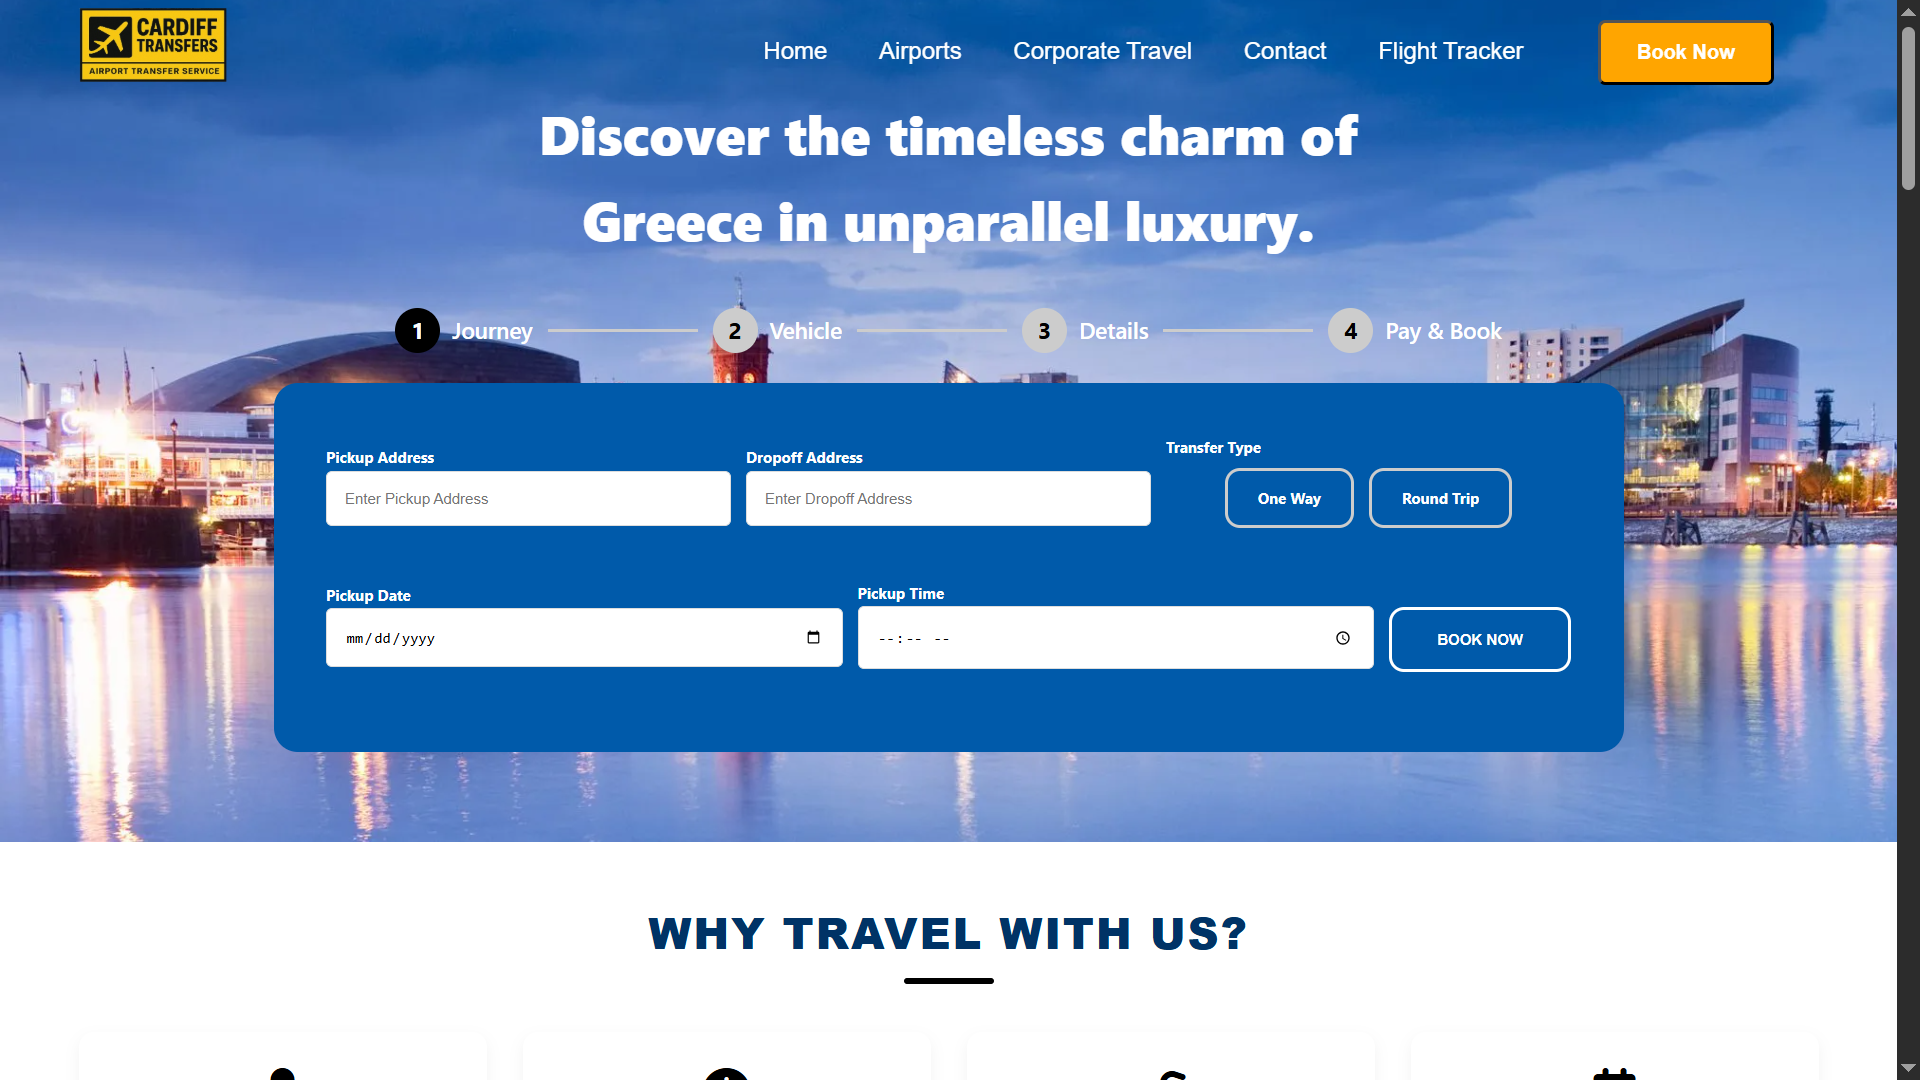 CARDIFF
TRANSFERS
AIRPORT TRANSFER SERVICE
Home
Airports
Corporate Travel
Contact
Flight Tracker
Book Now
Discover the timeless charm of
Greece in unparallel luxury.
1 Journey
2 Vehicle
3 Details
4 Pay & Book
Pickup Address
Dropoff Address
Transfer Type
Enter Pickup Address
Enter Dropoff Address
One Way
Round Trip
Pickup Date
Pickup Time
mm/dd/yyyy
--:-- --
BOOK NOW
WHY TRAVEL WITH US?